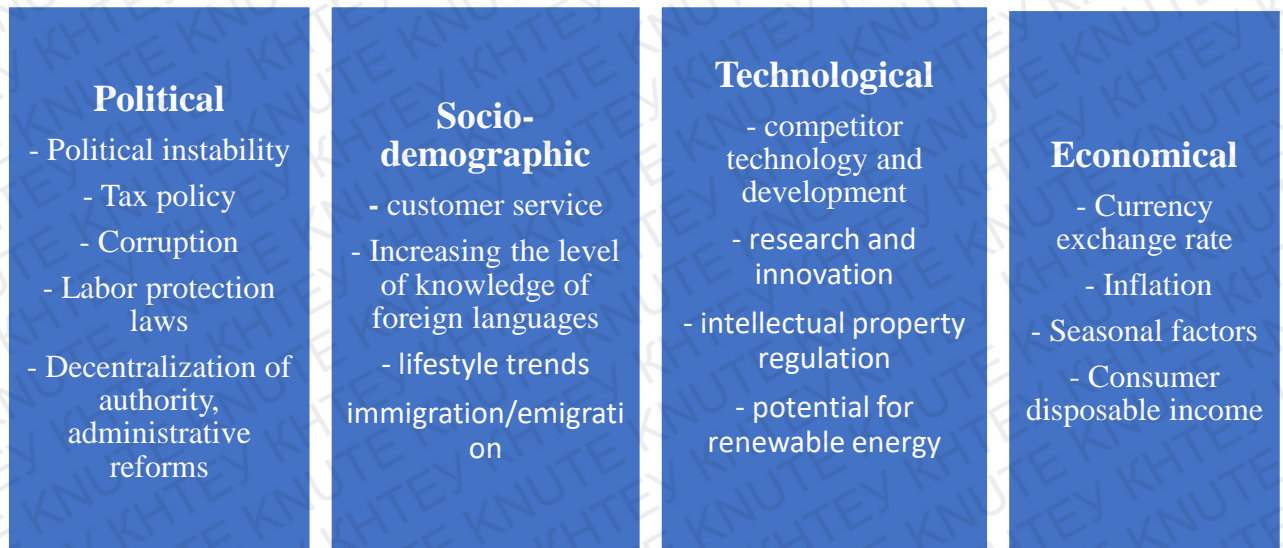 Political
- Political instability
- Tax policy
- Corruption
- Labor protection
laws
- Decentralization of
authority,
administrative
reforms
Socio-
demographic
- customer service
- Increasing the level
of knowledge of
foreign languages
- lifestyle trends
immigration/emigrati
on
Technological
- competitor
technology and
development
- research and
innovation
- intellectual property
regulation
- potential for
renewable energy
Economical
- Currency
exchange rate
- Inflation
- Seasonal factors
- Consumer
disposable income